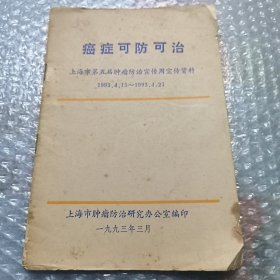 癌症可防可治
上海市第五届肿瘤防治宣传周宣传资料
1993.4.15~1993.4.21
上海市肿瘤防治研究办公室编印
一九九三年三月